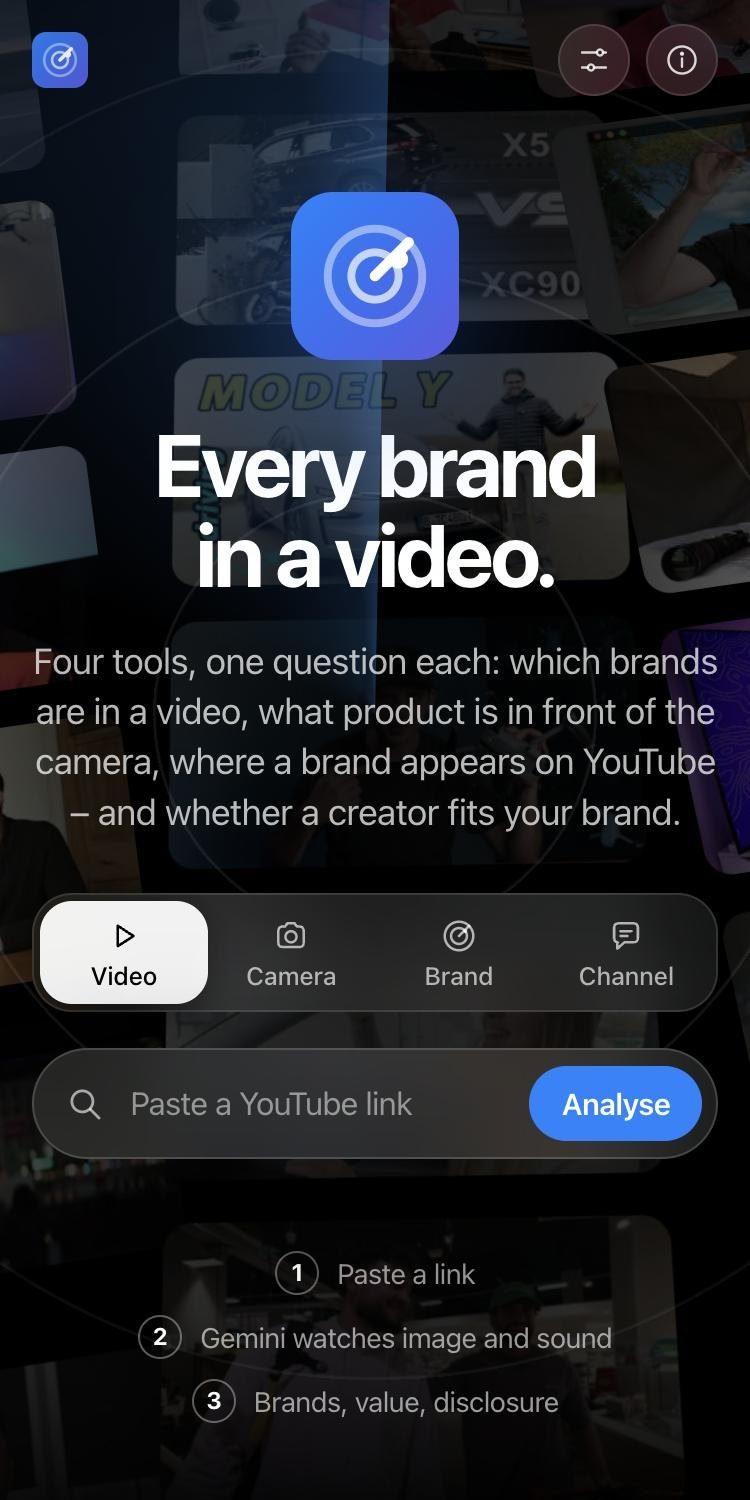 X5
VS
XC90
MODEL Y
Every brand
in a video.
Four tools, one question each: which brands
are in a video, what product is in front of the
camera, where a brand appears on YouTube
– and whether a creator fits your brand.
Video
Camera
Brand
Channel
Paste a YouTube link
Analyse
1 Paste a link
2 Gemini watches image and sound
3 Brands, value, disclosure